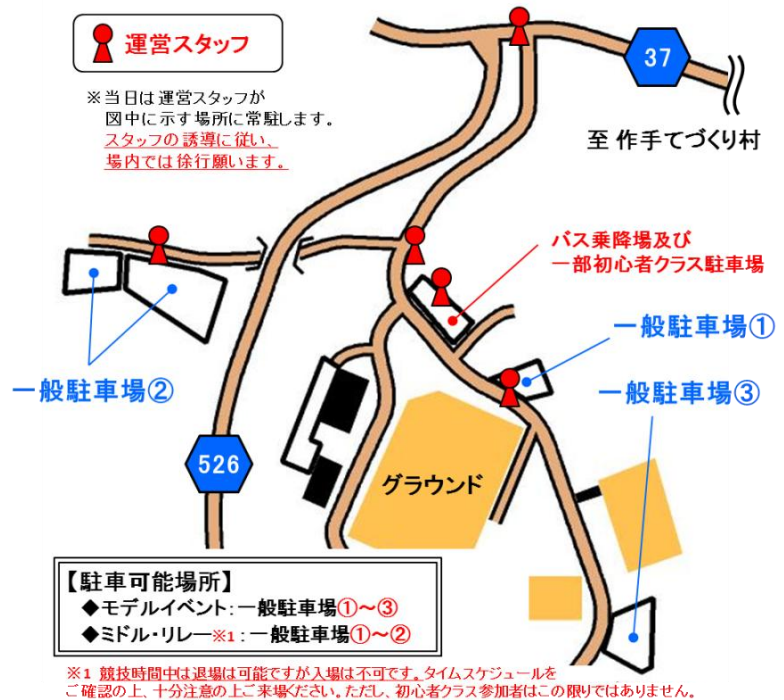 運営スタッフ
※当日は運営スタッフが
図中に示す場所に常駐します。
スタッフの誘導に従い、
場内では徐行願います。
37
至 作手てづくり村
バス乗降場及び
一部初心者クラス駐車場
一般駐車場①
一般駐車場②
一般駐車場③
526
グラウンド
【駐車可能場所】
◆モデルイベント:一般駐車場①～③
◆ミドル・リレー※1:一般駐車場①～②
※1 競技時間中は退場は可能ですが入場は不可です。タイムスケジュールを
ご確認の上、十分注意の上ご来場ください。ただし、初心者クラス参加者はこの限りではありません。